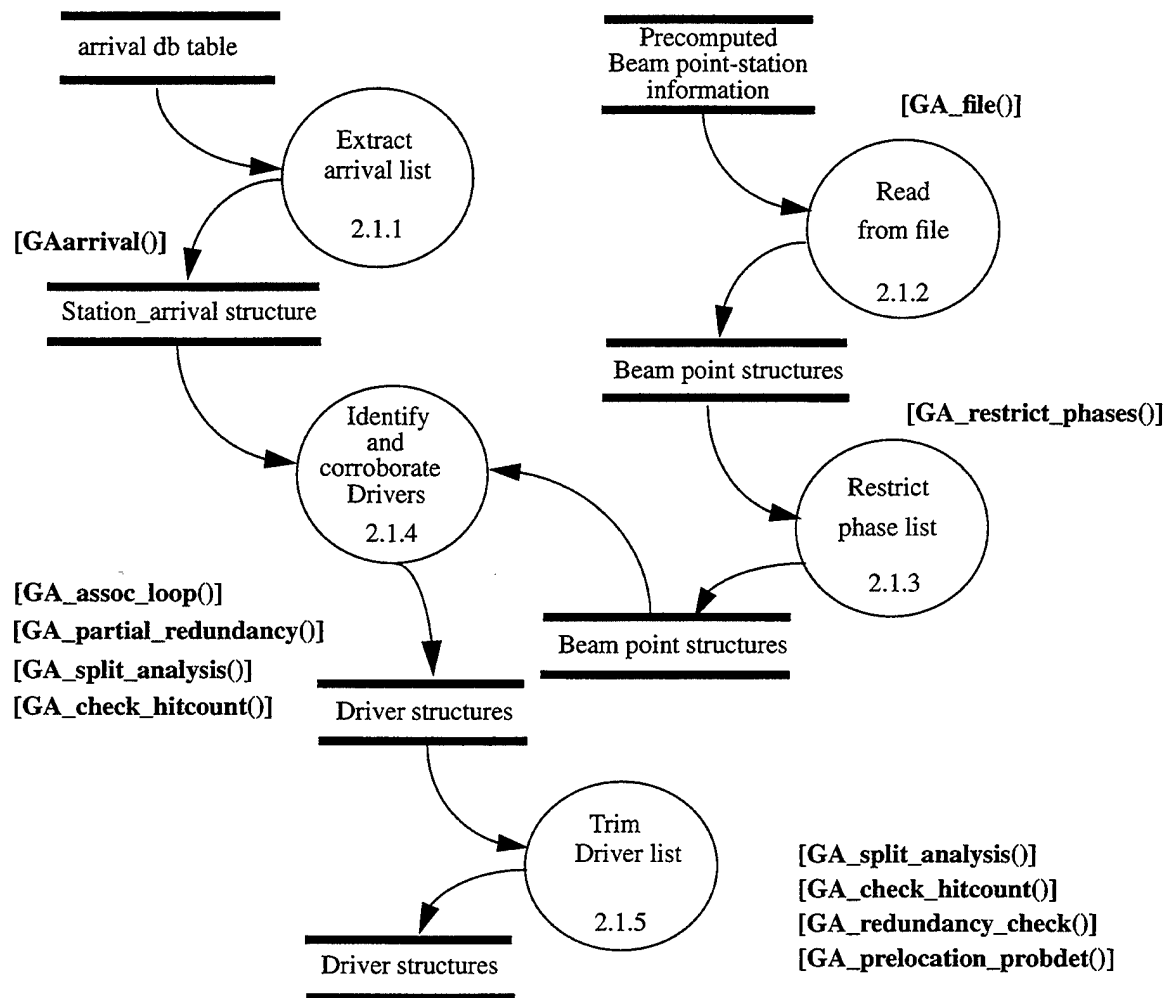 arrival db table
Precomputed
Beam point-station
information
[GA_file()]
Extract
arrival list
2.1.1
Read
from file
2.1.2
[GAarrival()]
Station_arrival structure
Beam point structures
[GA_restrict_phases()]
Identify
and
corroborate
Drivers
2.1.4
Restrict
phase list
2.1.3
[GA_assoc_loop()]
[GA_partial_redundancy()]
[GA_split_analysis()]
[GA_check_hitcount()]
Beam point structures
Driver structures
Trim
Driver list
2.1.5
[GA_split_analysis()]
[GA_check_hitcount()]
[GA_redundancy_check()]
[GA_prelocation_probdet()]
Driver structures